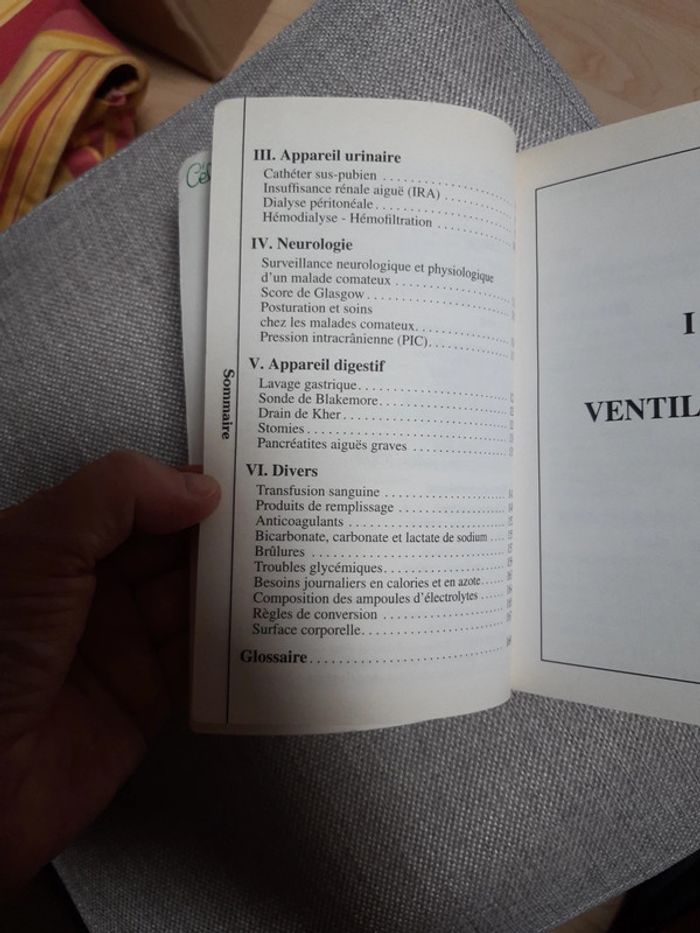 III. Appareil urinaire
Cathéter sus-pubien
Insuffisance rénale aiguë (IRA)
Dialyse péritonéale
Hémodialyse - Hémofiltration
IV. Neurologie
Surveillance neurologique et physiologique
d'un malade comateux
Score de Glasgow
Posturation et soins
chez les malades comateux
Pression intracrânienne (PIC)
V. Appareil digestif
Lavage gastrique
Sonde de Blakemore
Drain de Kher
Stomies
Pancréatites aiguës graves
VI. Divers
Transfusion sanguine
Produits de remplissage
Anticoagulants
Bicarbonate, carbonate et lactate de sodium
Brûlures
Troubles glycémiques
Besoins journaliers en calories et en azote
Composition des ampoules d'électrolytes
Règles de conversion
Surface corporelle
Glossaire
Sommaire
I
VENTIL